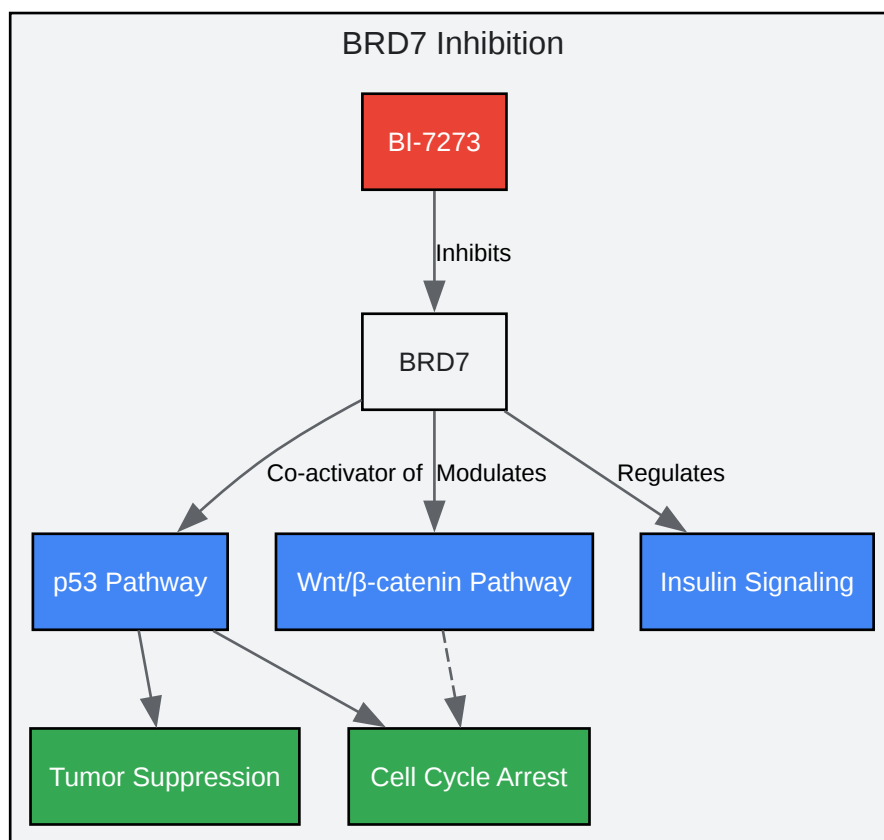 BRD7 Inhibition
BI-7273
Inhibits
BRD7
Co-activator of
Modulates
Regulates
p53 Pathway
Wnt/β-catenin Pathway
Insulin Signaling
Tumor Suppression
Cell Cycle Arrest